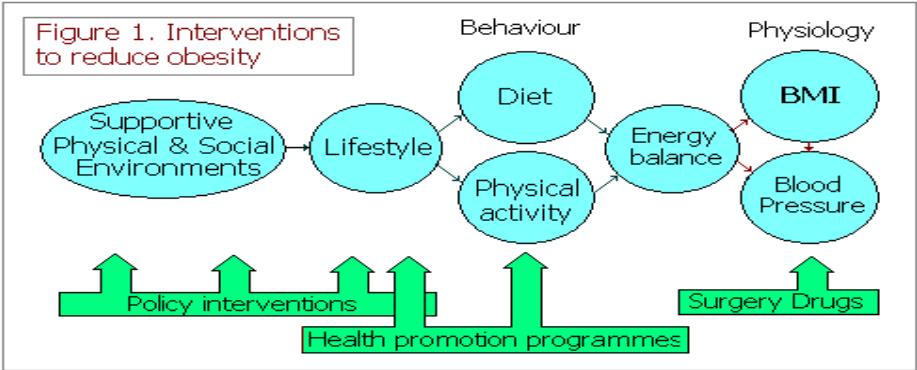 Figure 1. Interventions
to reduce obesity
Behaviour
Physiology
Supportive
Physical & Social
Environments
Lifestyle
Diet
Physical
activity
Energy
balance
BMI
Blood
Pressure
Policy interventions
Health promotion programmes
Surgery Drugs